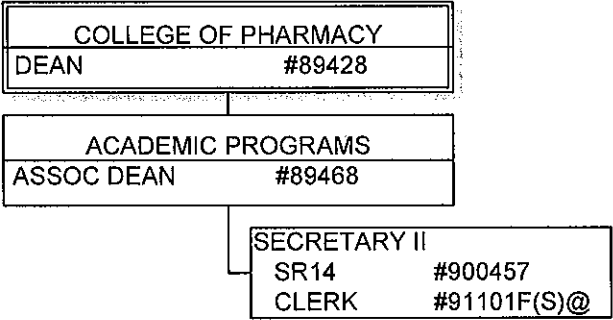 COLLEGE OF PHARMACY
DEAN #89428
ACADEMIC PROGRAMS
ASSOC DEAN #89468
SECRETARY II
SR14 #900457
CLERK #91101F(S)@